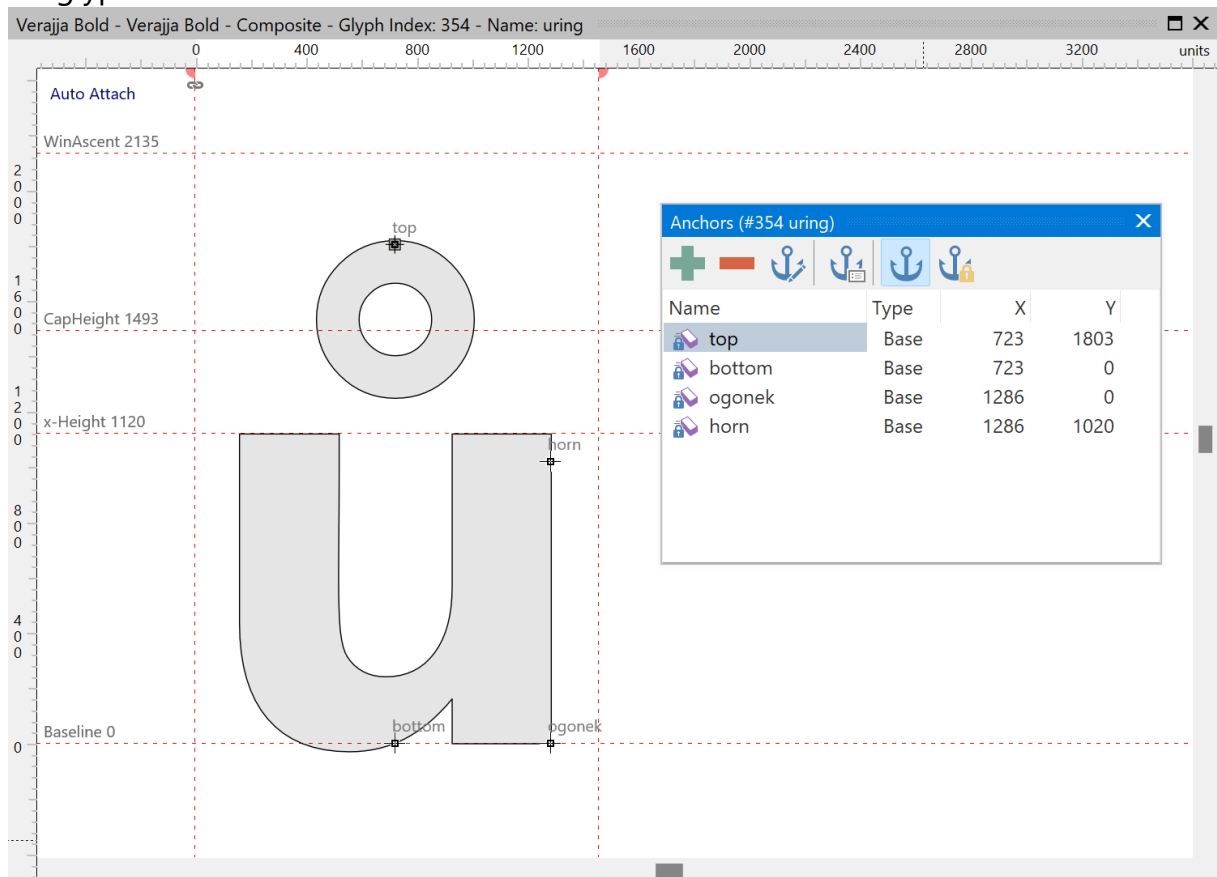 Verajja Bold - Verajja Bold - Composite - Glyph Index: 354 - Name: uring
0 400 800 1200 1600 2000 2400 2800 3200 units
Auto Attach
WinAscent 2135
2000
top
Anchors (#354 uring)
Name Type X Y
top Base 723 1803
bottom Base 723 0
ogonek Base 1286 0
horn Base 1286 1020
1600
CapHeight 1493
1200
x-Height 1120
horn
800
400
Baseline 0
bottom
ogonek
0